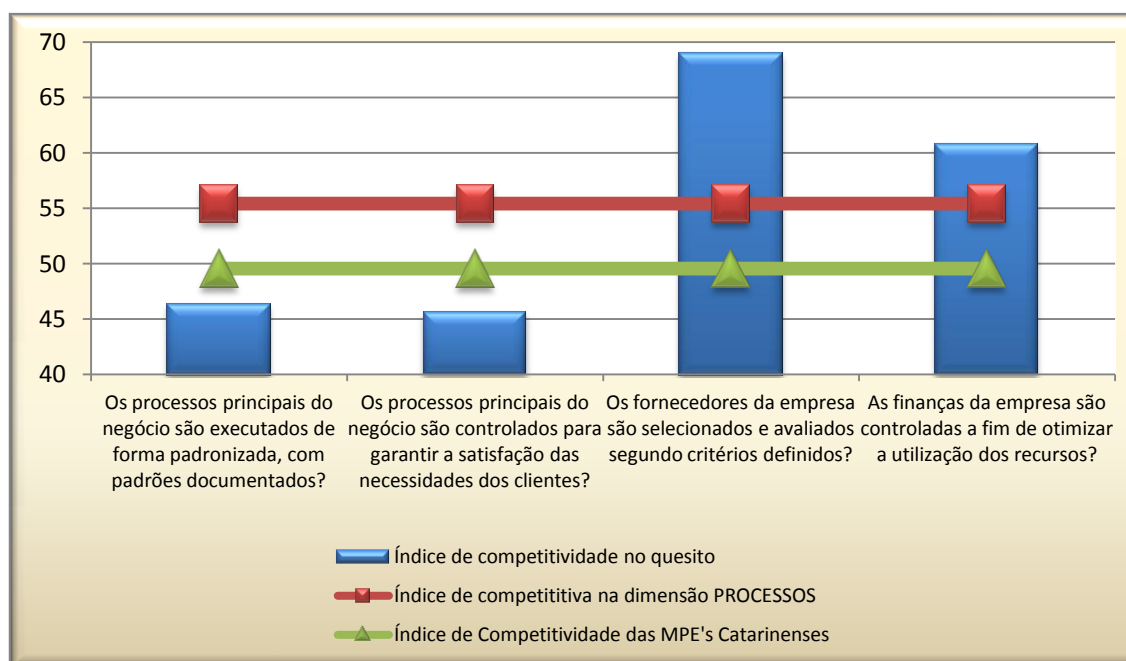 70
65
60
55
50
45
40
Os processos principais do
negócio são executados de
forma padronizada, com
padrões documentados?
Os processos principais do
negócio são controlados para
garantir a satisfação das
necessidades dos clientes?
Os fornecedores da empresa
são selecionados e avaliados
segundo critérios definidos?
As finanças da empresa são
controladas a fim de otimizar
a utilização dos recursos?
Índice de competitividade no quesito
Índice de competititiva na dimensão PROCESSOS
Índice de Competitividade das MPE's Catarinenses